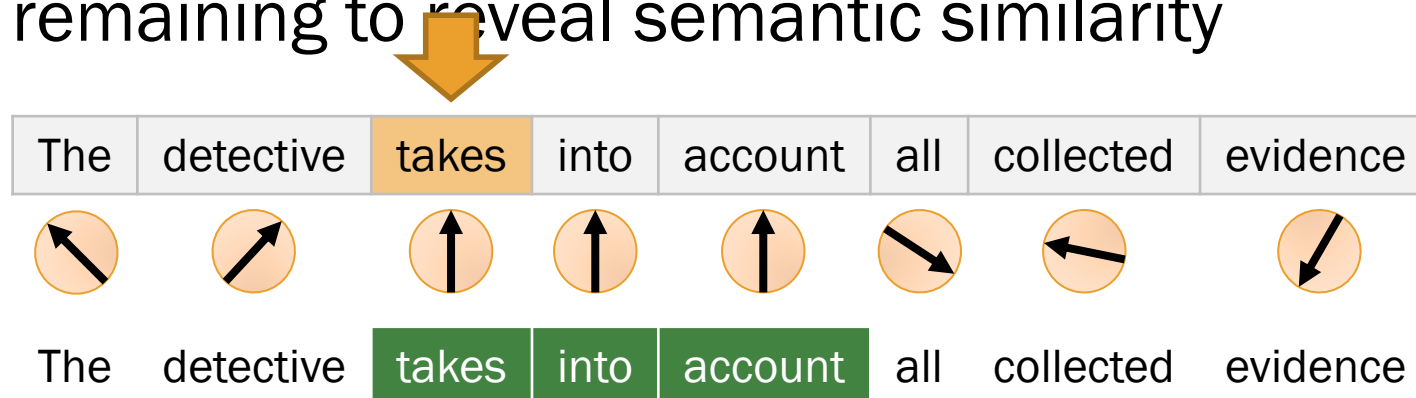 remaining to reveal semantic similarity
The detective takes into account all collected evidence
The detective takes into account all collected evidence